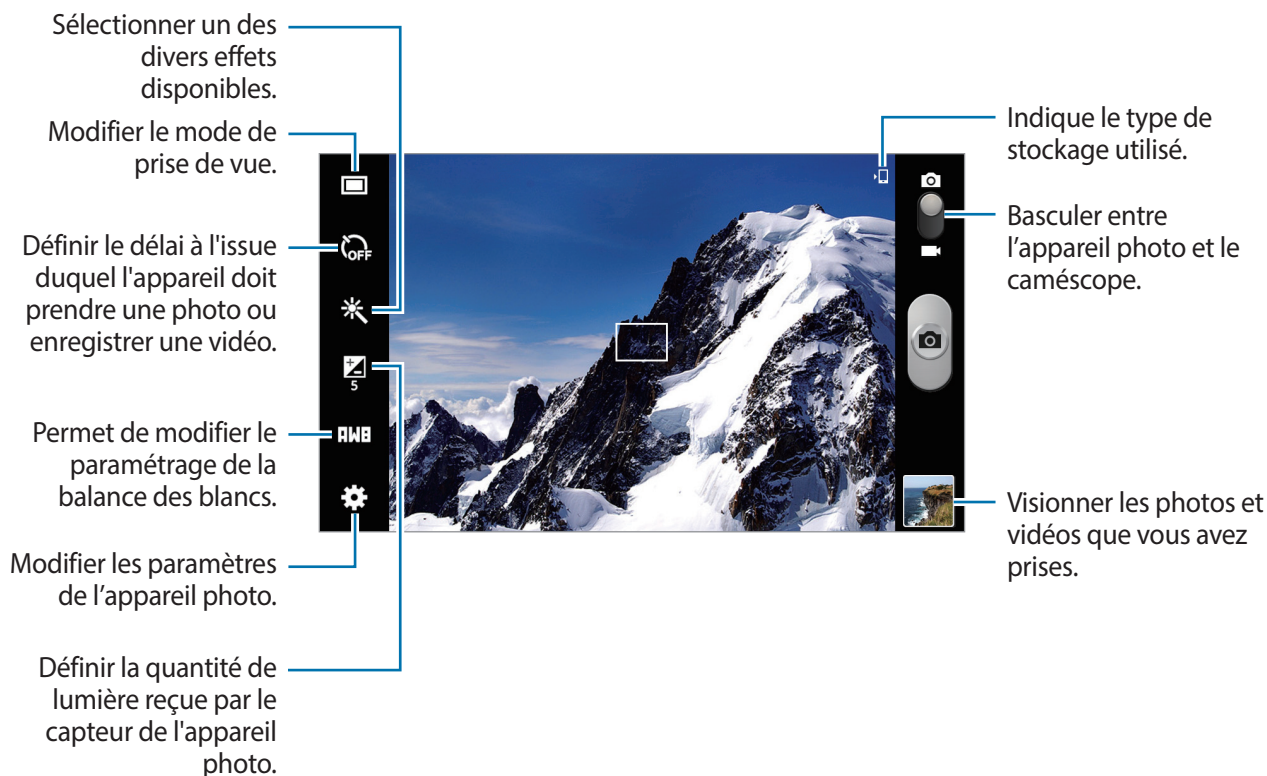 Sélectionner un des
divers effets
disponibles.
Modifier le mode de
prise de vue.
Définir le délai à l'issue
duquel l'appareil doit
prendre une photo ou
enregistrer une vidéo.
Permet de modifier le
paramétrage de la
balance des blancs.
Modifier les paramètres
de l’appareil photo.
Définir la quantité de
lumière reçue par le
capteur de l'appareil
photo.
OFF
5
AWB
Indique le type de
stockage utilisé.
Basculer entre
l’appareil photo et le
caméscope.
Visionner les photos et
vidéos que vous avez
prises.